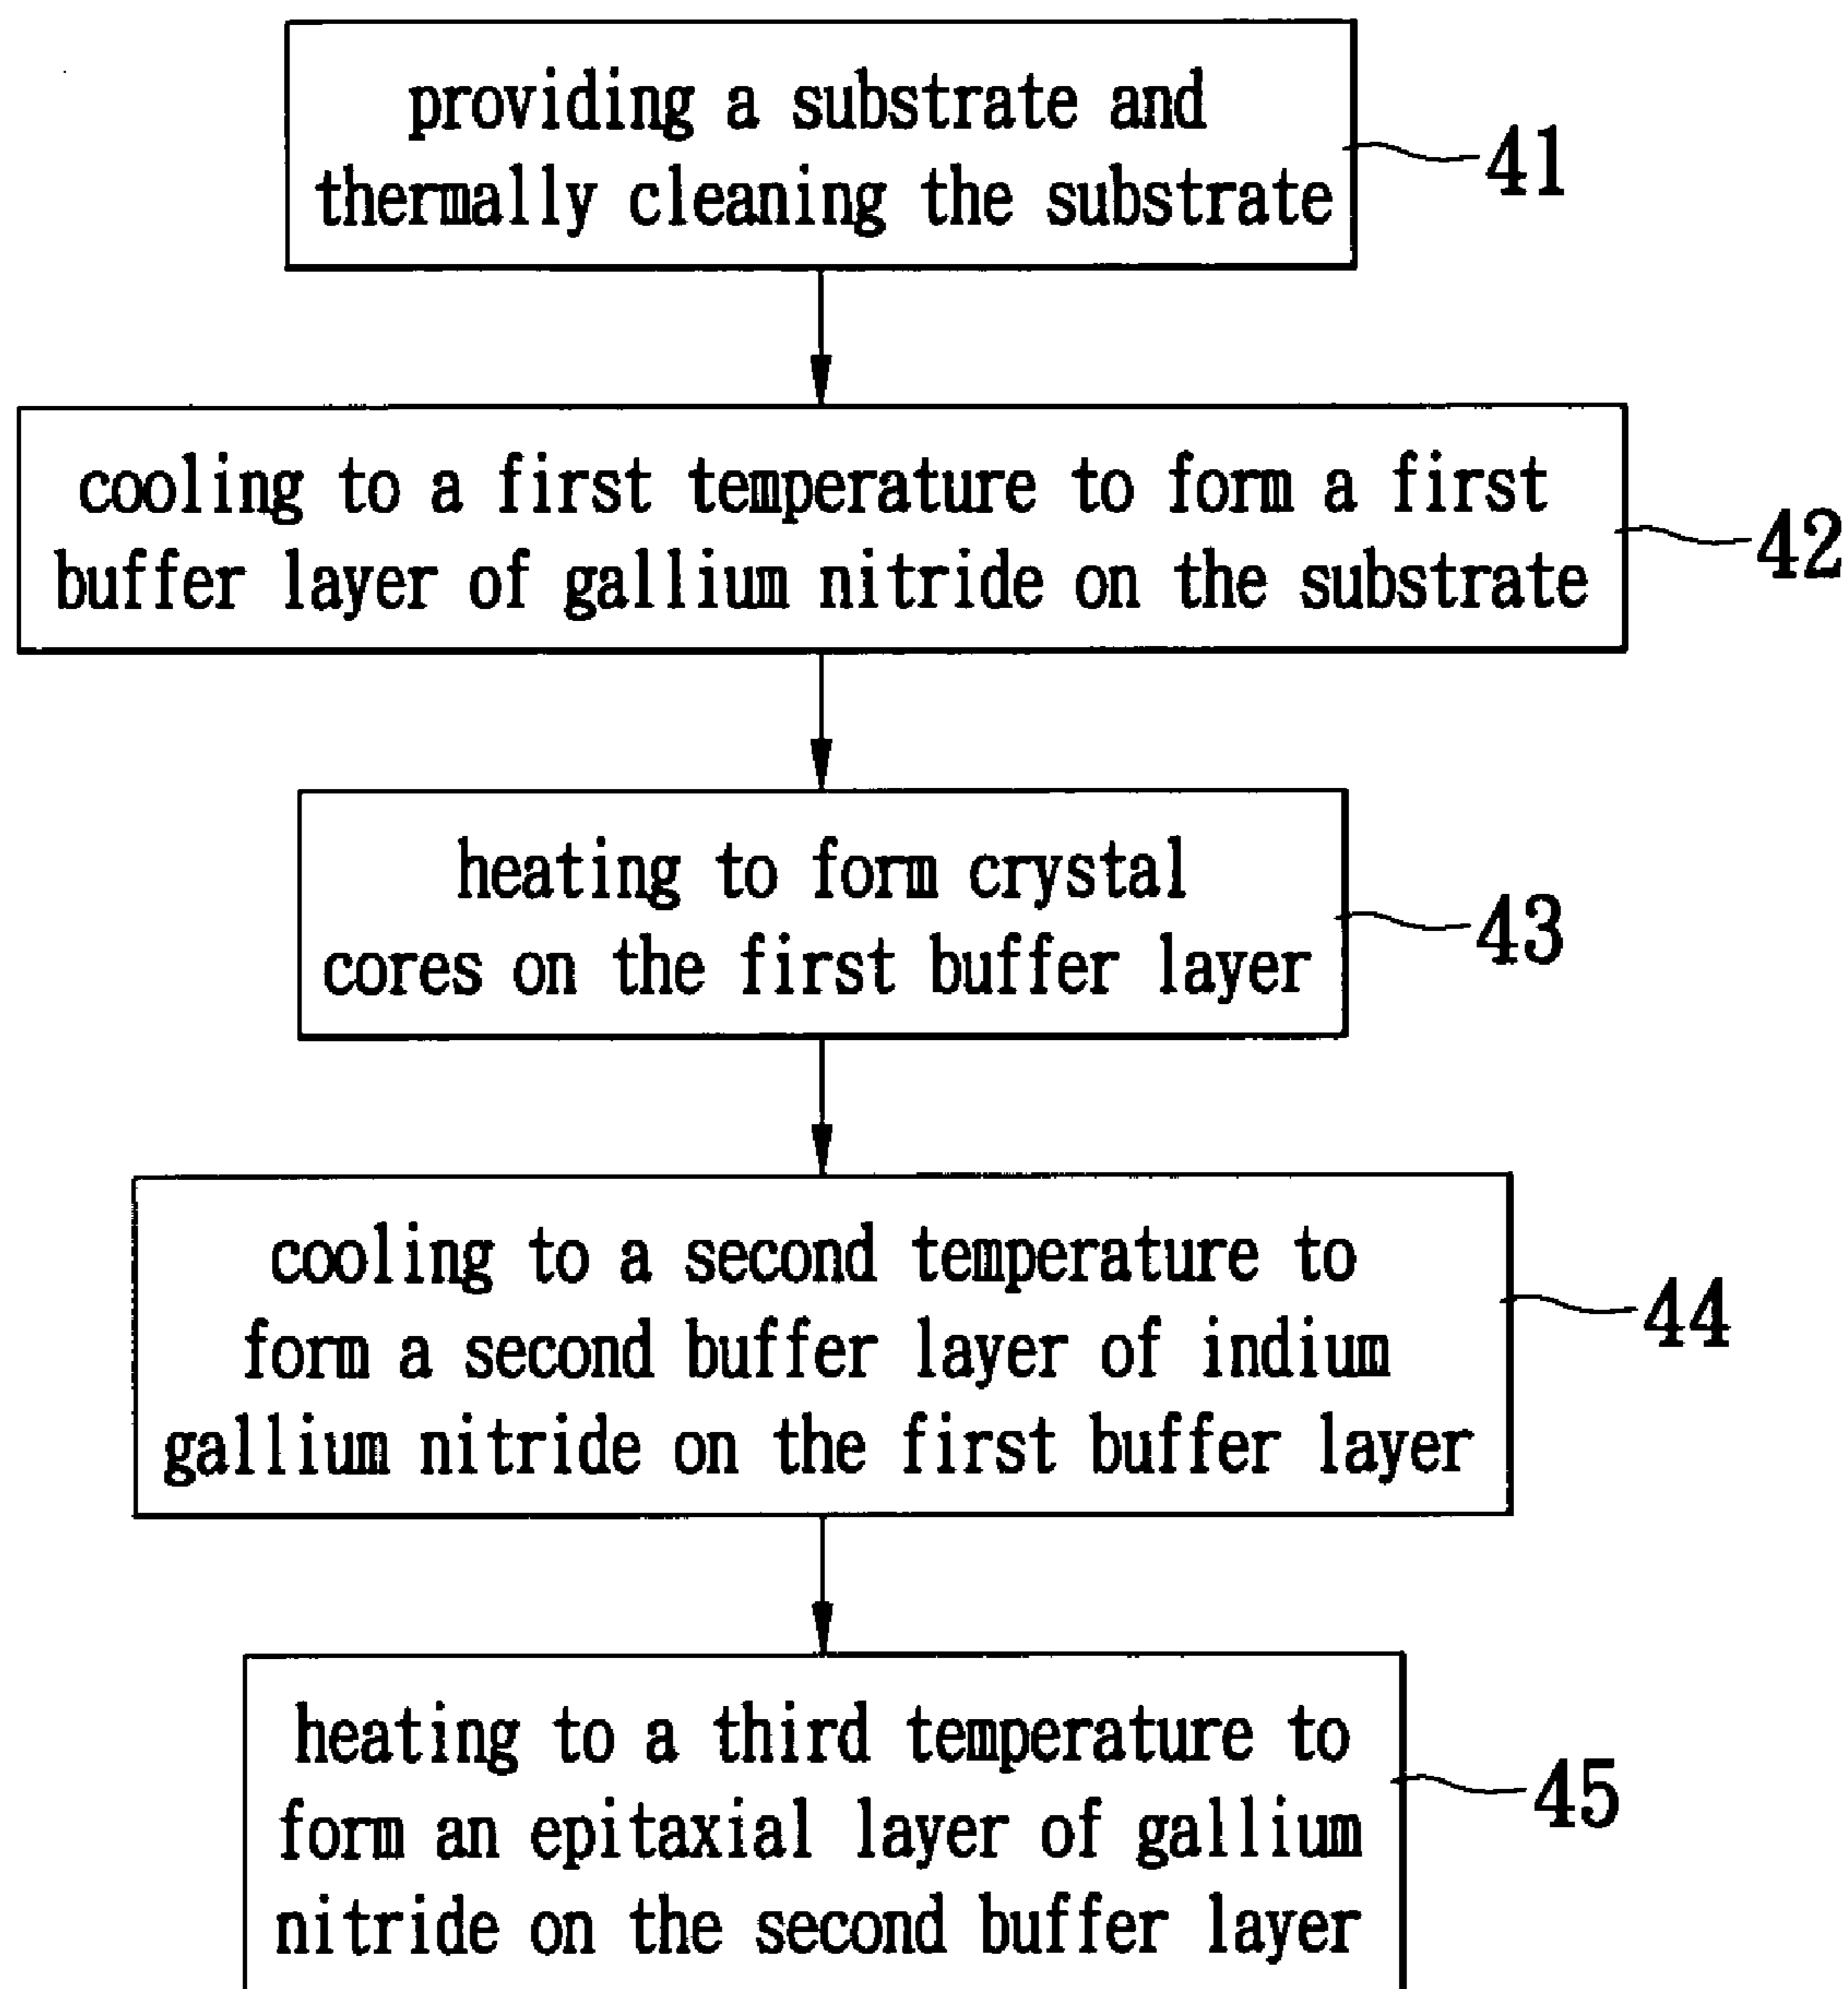 providing a substrate and
thermally cleaning the substrate
41
cooling to a first temperature to form a first
buffer layer of gallium nitride on the substrate
42
heating to form crystal
cores on the first buffer layer
43
cooling to a second temperature to
form a second buffer layer of indium
gallium nitride on the first buffer layer
44
heating to a third temperature to
form an epitaxial layer of gallium
nitride on the second buffer layer
45